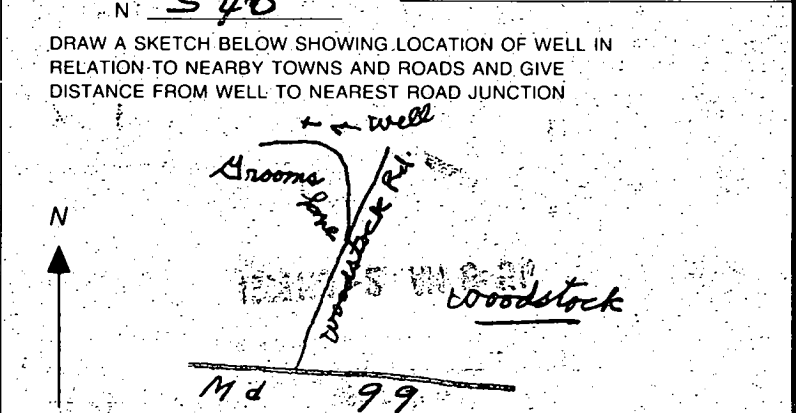 N 540
DRAW A SKETCH BELOW SHOWING LOCATION OF WELL IN
RELATION TO NEARBY TOWNS AND ROADS AND GIVE
DISTANCE FROM WELL TO NEAREST ROAD JUNCTION
well
Grooms
Lane
Woodstock Rd.
N
Woodstock
Md 99